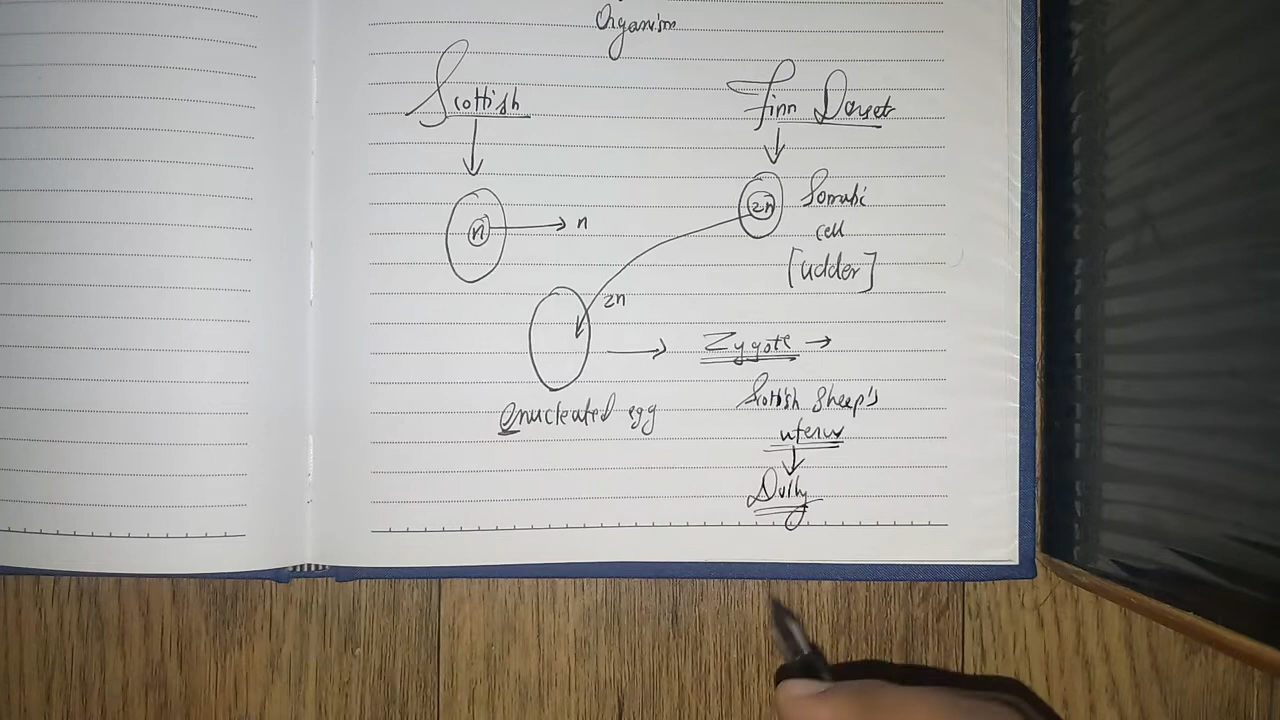 Organism
Scottish
Finn Dorset
n
n
2n
Somatic
cell
[udder]
2n
Zygote
enucleated egg
Scottish Sheep's
uterus
Dolly